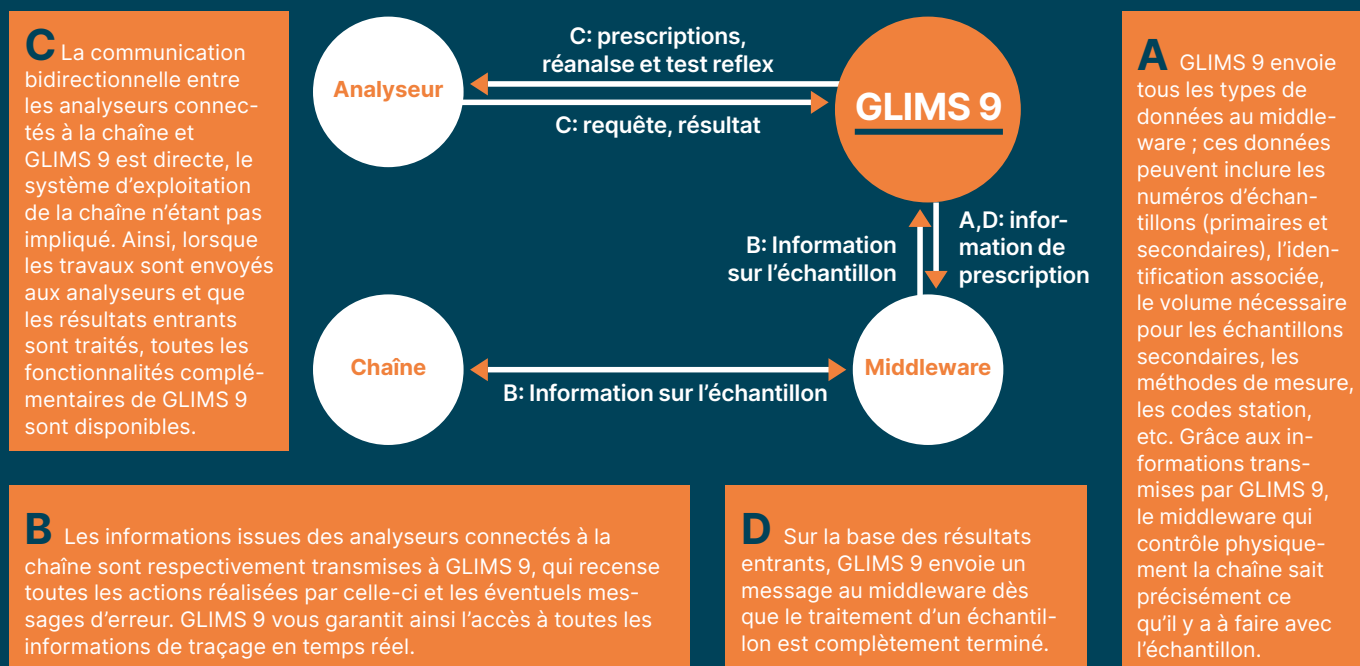 C La communication
bidirectionnelle entre
les analyseurs connec-
tés à la chaîne et
GLIMS 9 est directe, le
système d’exploitation
de la chaîne n’étant pas
impliqué. Ainsi, lorsque
les travaux sont envoyés
aux analyseurs et que
les résultats entrants
sont traités, toutes les
fonctionnalités complé-
mentaires de GLIMS 9
sont disponibles.
C: prescriptions,
réanalse et test reflex
Analyseur
GLIMS 9
C: requête, résultat
B: Information
sur l’échantillon
A,D: infor-
mation de
prescription
Chaîne
Middleware
B: Information sur l’échantillon
A GLIMS 9 envoie
tous les types de
données au middle-
ware ; ces données
peuvent inclure les
numéros d’échan-
tillons (primaires et
secondaires), l’iden-
tification associée,
le volume nécessaire
pour les échantillons
secondaires, les
méthodes de mesure,
les codes station,
etc. Grâce aux in-
formations trans-
mises par GLIMS 9,
le middleware qui
contrôle physique-
ment la chaîne sait
précisément ce
qu’il y a à faire avec
l’échantillon.
B Les informations issues des analyseurs connectés à la
chaîne sont respectivement transmises à GLIMS 9, qui recense
toutes les actions réalisées par celle-ci et les éventuels mes-
sages d’erreur. GLIMS 9 vous garantit ainsi l’accès à toutes les
informations de traçage en temps réel.
D Sur la base des résultats
entrants, GLIMS 9 envoie un
message au middleware dès
que le traitement d’un échantil-
lon est complètement terminé.